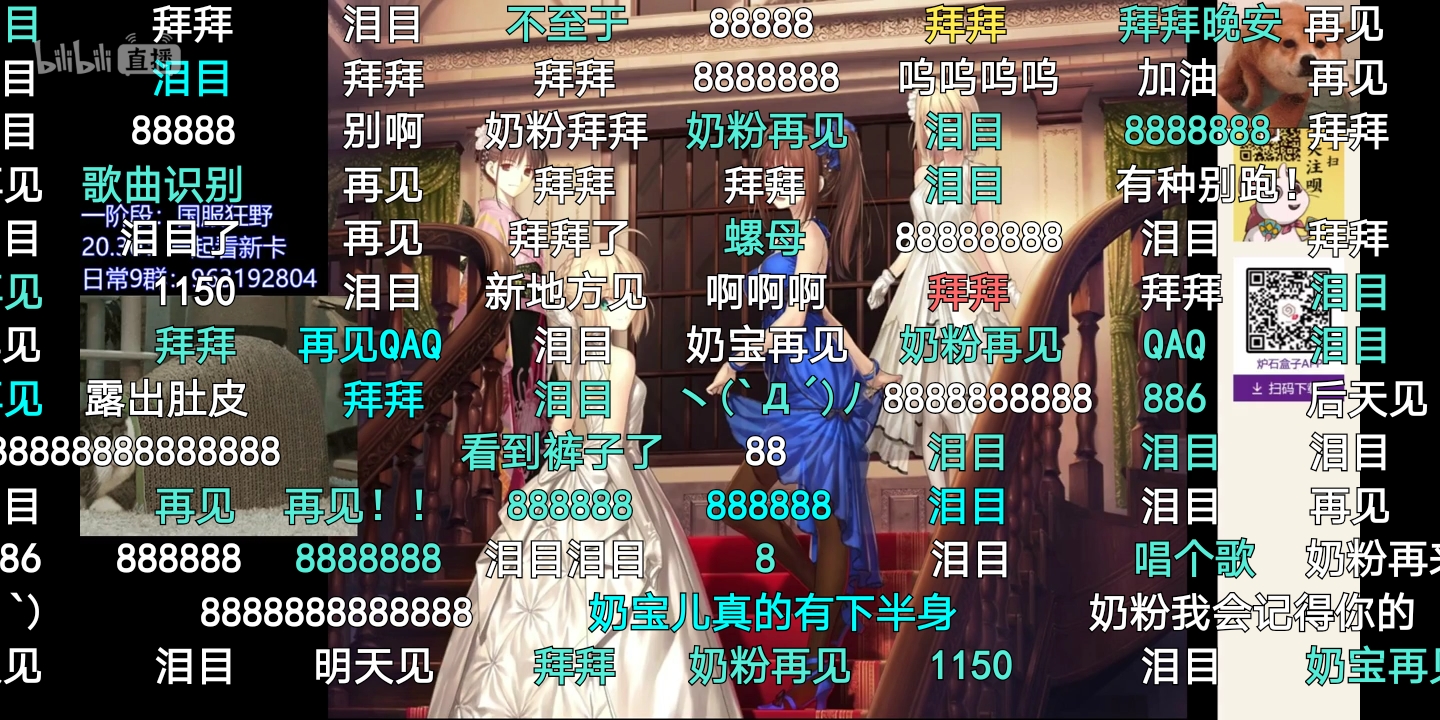 目 拜拜 泪目 不至于 88888 拜拜 拜拜晚安 再见
bilibili 直播
目 泪目 拜拜 拜拜 8888888 呜呜呜呜 加油 再见
目 88888 别啊 奶粉拜拜 奶粉再见 泪目 8888888 拜拜
见 歌曲识别 再见 拜拜 拜拜 泪目 有种别跑！
一阶段：国服狂野
目 泪目了 再见 拜拜了 螺母 88888888 泪目 拜拜
20.3 起看新卡
日常9群：963192804
见 1150 泪目 新地方见 啊啊啊 拜拜 拜拜 泪目
见 拜拜 再见QAQ 泪目 奶宝再见 奶粉再见 QAQ 泪目
炉石盒子AP
扫码下
见 露出肚皮 拜拜 泪目 ヽ(`Д´)ﾉ 8888888888 886 后天见
88888888888888 看到裤子了 88 泪目 泪目 泪目
目 再见 再见！！ 888888 888888 泪目 泪目 再见
86 888888 8888888 泪目泪目 8 泪目 唱个歌 奶粉再来
`） 8888888888888 奶宝儿真的有下半身 奶粉我会记得你的
见 泪目 明天见 拜拜 奶粉再见 1150 泪目 奶宝再见